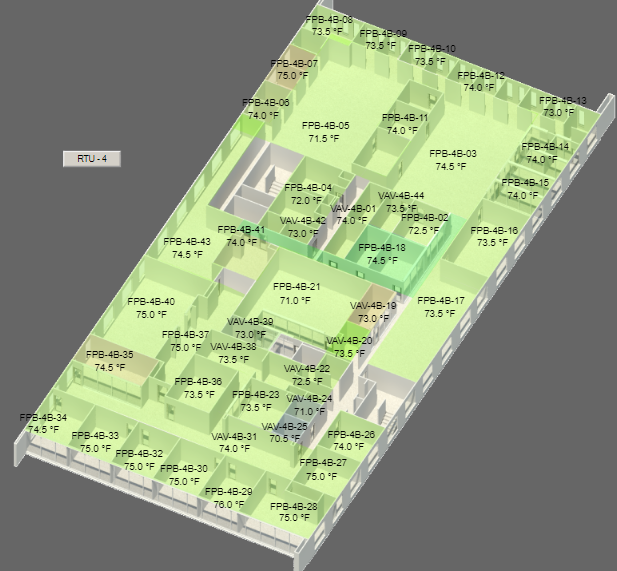 FPB-4B-08
73.5 °F
FPB-4B-09
73.5 °F
FPB-4B-10
73.5 °F
FPB-4B-07
75.0 °F
FPB-4B-12
74.0 °F
FPB-4B-06
74.0 °F
FPB-4B-13
73.0 °F
FPB-4B-05
71.5 °F
FPB-4B-11
74.0 °F
FPB-4B-03
74.5 °F
FPB-4B-14
74.0 °F
RTU - 4
FPB-4B-15
74.0 °F
FPB-4B-04
72.0 °F
VAV-4B-44
73.5 °F
VAV-4B-01
74.0 °F
FPB-4B-02
72.5 °F
VAV-4B-42
73.0 °F
FPB-4B-41
74.0 °F
FPB-4B-16
73.5 °F
FPB-4B-43
74.5 °F
FPB-4B-18
74.5 °F
FPB-4B-21
71.0 °F
FPB-4B-40
75.0 °F
VAV-4B-19
73.0 °F
FPB-4B-17
73.5 °F
VAV-4B-39
73.0 °F
FPB-4B-37
75.0 °F
VAV-4B-20
73.5 °F
VAV-4B-38
73.5 °F
FPB-4B-35
74.5 °F
VAV-4B-22
72.5 °F
FPB-4B-36
73.5 °F
FPB-4B-23
73.5 °F
VAV-4B-24
71.0 °F
FPB-4B-34
74.5 °F
VAV-4B-25
70.5 °F
FPB-4B-33
75.0 °F
VAV-4B-31
74.0 °F
FPB-4B-26
74.0 °F
FPB-4B-32
75.0 °F
FPB-4B-30
75.0 °F
FPB-4B-27
75.0 °F
FPB-4B-29
76.0 °F
FPB-4B-28
75.0 °F